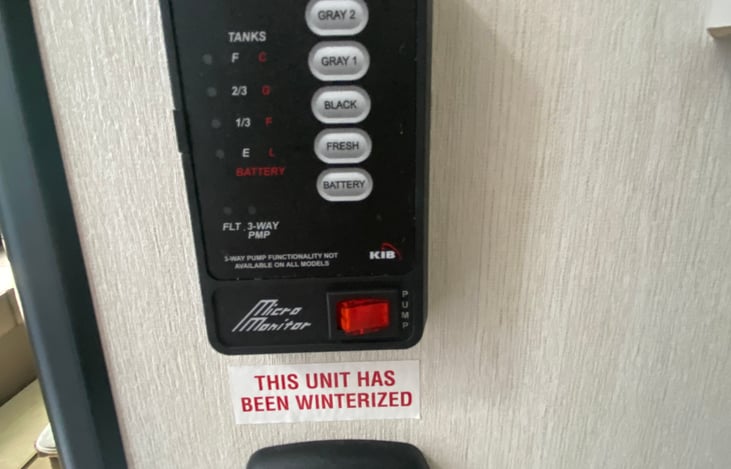 GRAY 2
TANKS
F C
GRAY 1
2/3 G
BLACK
1/3 F
FRESH
E L
BATTERY
BATTERY
FLT 3-WAY
PMP
3-WAY PUMP FUNCTIONALITY NOT
AVAILABLE ON ALL MODELS
KIB
Micro
Monitor
PUMP
THIS UNIT HAS
BEEN WINTERIZED